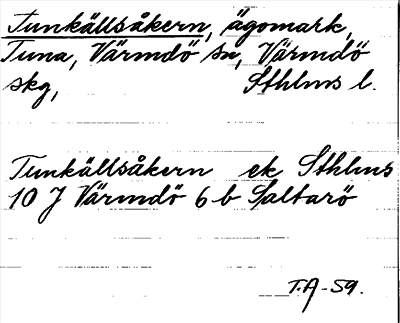 Tunkällsåkern, ägomark,
Tuna, Värmdö sn, Värmdö
skg, Sthlms l.
Tunkällsåkern ek Sthlms
10 J Värmdö 6 b Saltarö
T.A-59.